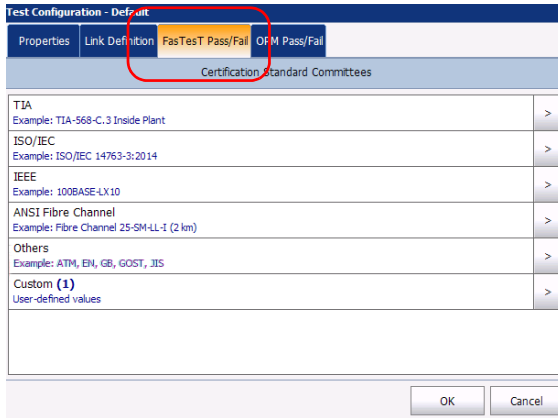 Test Configuration - Default
Properties Link Definition FasTesT Pass/Fail OPM Pass/Fail
Certification Standard Committees
TIA
Example: TIA-568-C.3 Inside Plant
>
ISO/IEC
Example: ISO/IEC 14763-3:2014
>
IEEE
Example: 100BASE-LX10
>
ANSI Fibre Channel
Example: Fibre Channel 25-SM-LL-I (2 km)
>
Others
Example: ATM, EN, GB, GOST, JIS
>
Custom (1)
User-defined values
>
OK Cancel